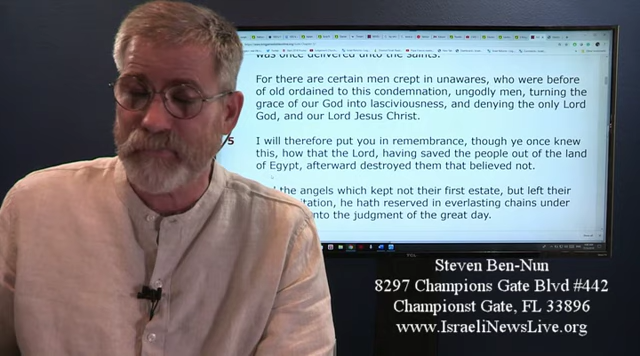 was once delivered unto the saints.
For there are certain men crept in unawares, who were before
of old ordained to this condemnation, ungodly men, turning the
grace of our God into lasciviousness, and denying the only Lord
God, and our Lord Jesus Christ.
I will therefore put you in remembrance, though ye once knew
this, how that the Lord, having saved the people out of the land
of Egypt, afterward destroyed them that believed not.
the angels which kept not their first estate, but left their
itation, he hath reserved in everlasting chains under
nto the judgment of the great day.
TCL
Steven Ben-Nun
8297 Champions Gate Blvd #442
Championst Gate, FL 33896
www.IsraeliNewsLive.org